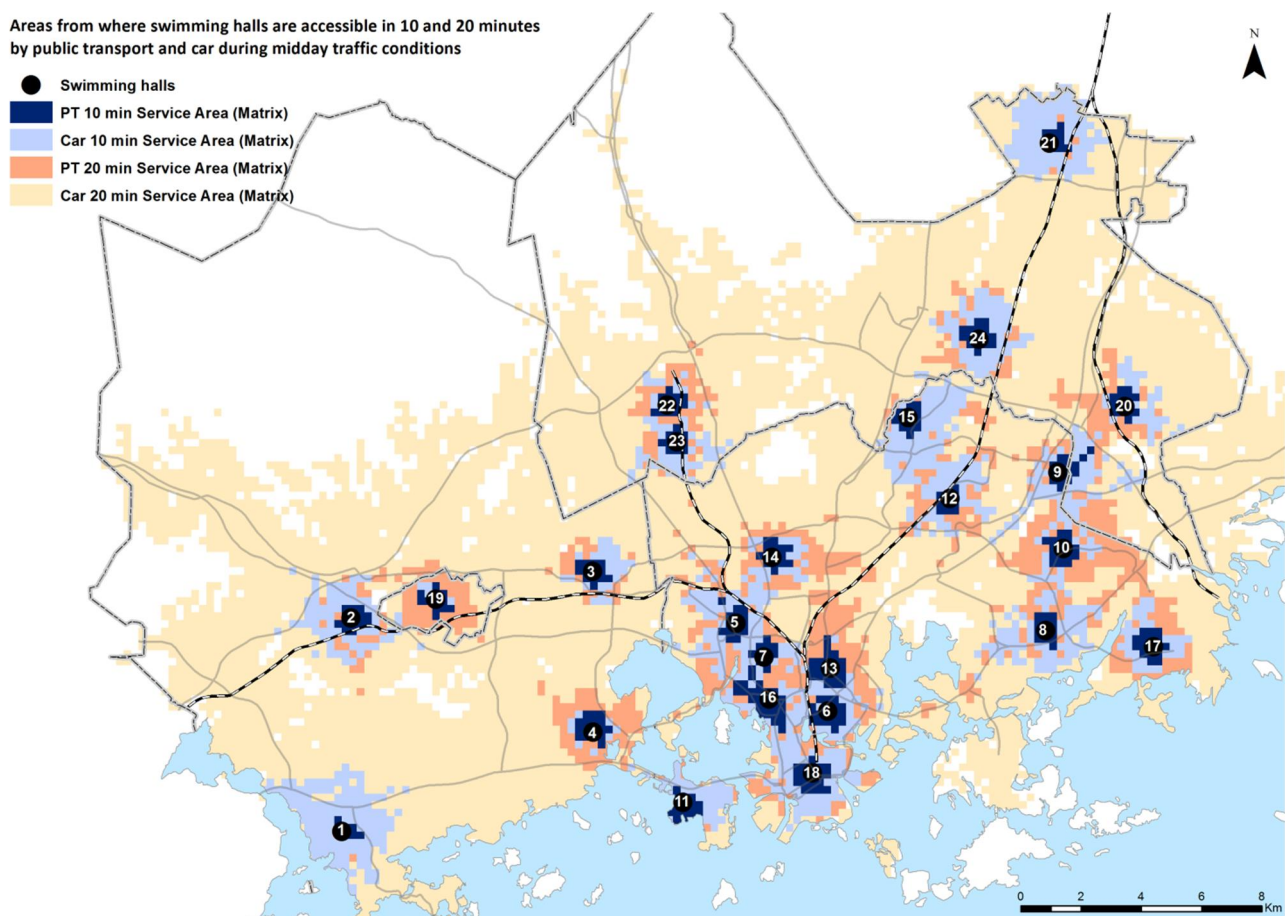 Areas from where swimming halls are accessible in 10 and 20 minutes
by public transport and car during midday traffic conditions
Swimming halls
PT 10 min Service Area (Matrix)
Car 10 min Service Area (Matrix)
PT 20 min Service Area (Matrix)
Car 20 min Service Area (Matrix)
N
21
24
22
20
15
23
9
12
10
14
3
19
2
5
8
17
7
13
16
6
4
18
11
1
0 2 4 6 8
Km